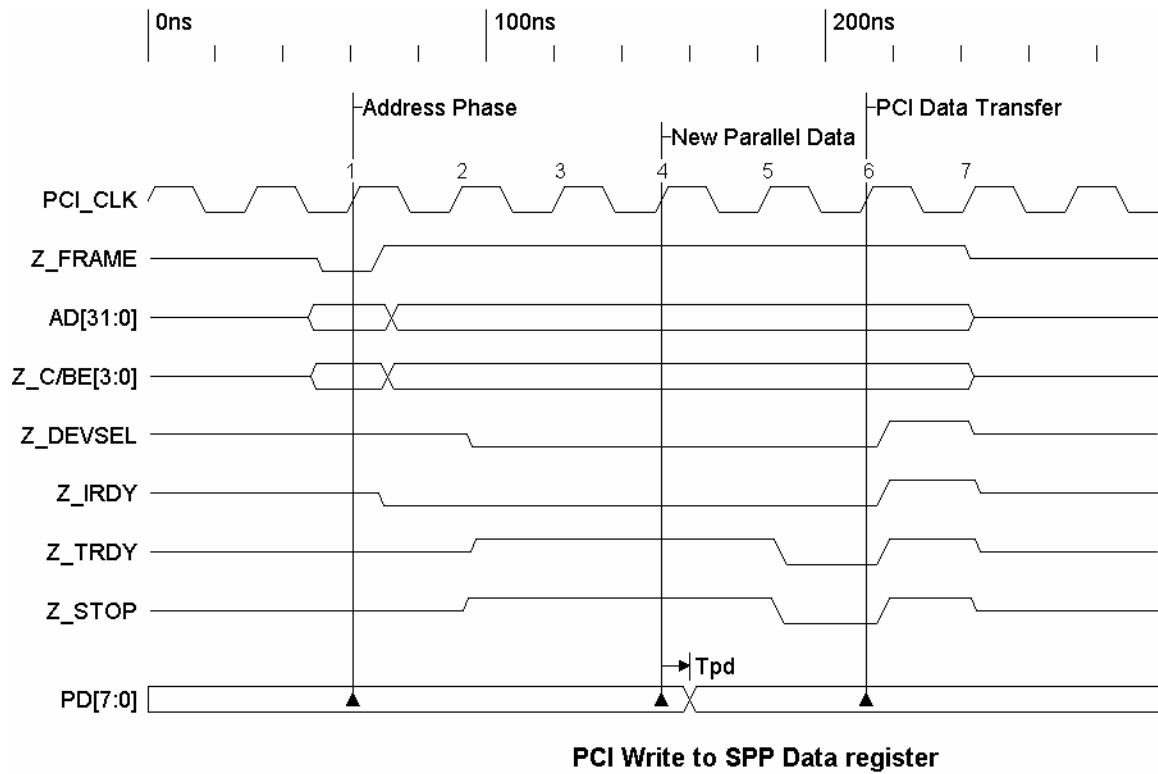 0ns 100ns 200ns
Address Phase PCI Data Transfer
New Parallel Data
1 2 3 4 5 6 7
PCI_CLK
Z_FRAME
AD[31:0]
Z_C/BE[3:0]
Z_DEVSEL
Z_IRDY
Z_TRDY
Z_STOP
Tpd
PD[7:0]
PCI Write to SPP Data register